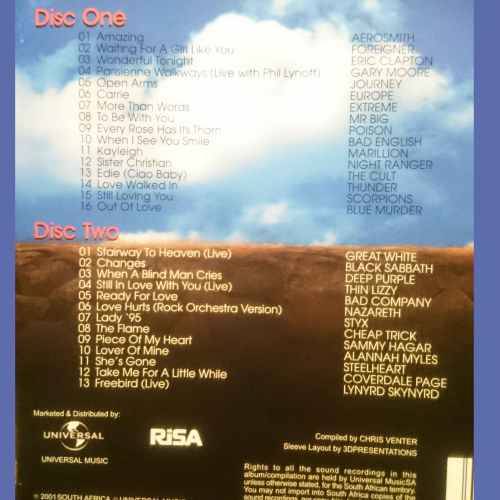 Disc One
01 Amazing AEROSMITH
02 Waiting For A Girl Like You FOREIGNER
03 Wonderful Tonight ERIC CLAPTON
04 Parisienne Walkways (Live with Phil Lynott) GARY MOORE
05 Open Arms JOURNEY
06 Carrie EUROPE
07 More Than Words EXTREME
08 To Be With You MR BIG
09 Every Rose Has Its Thorn POISON
10 When I See You Smile BAD ENGLISH
11 Kayleigh MARILLION
12 Sister Christian NIGHT RANGER
13 Edie (Ciao Baby) THE CULT
14 Love Walked In THUNDER
15 Still Loving You SCORPIONS
16 Out Of Love BLUE MURDER
Disc Two
01 Stairway To Heaven (Live) GREAT WHITE
02 Changes BLACK SABBATH
03 When A Blind Man Cries DEEP PURPLE
04 Still In Love With You (Live) THIN LIZZY
05 Ready For Love BAD COMPANY
06 Love Hurts (Rock Orchestra Version) NAZARETH
07 Lady '95 STYX
08 The Flame CHEAP TRICK
09 Piece Of My Heart SAMMY HAGAR
10 Lover Of Mine ALANNAH MYLES
11 She's Gone STEELHEART
12 Take Me For A Little While COVERDALE PAGE
13 Freebird (Live) LYNYRD SKYNYRD
Marketed & Distributed by:
UNIVERSAL
UNIVERSAL MUSIC
RiSA
Compiled by CHRIS VENTER
Sleeve Layout by 3DPRESENTATIONS
Rights to all the sound recordings in this
album/compilation are held by Universal MusicSA
unless otherwise stated, for the South African territory.
You may not import into South Africa copies of the
℗ 2001 SOUTH AFRICA